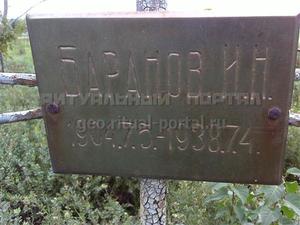 БАРАНОВ И.Н.
РИТУАЛЬНЫЙ ПОРТАЛ
geo.ritual-portal.ru